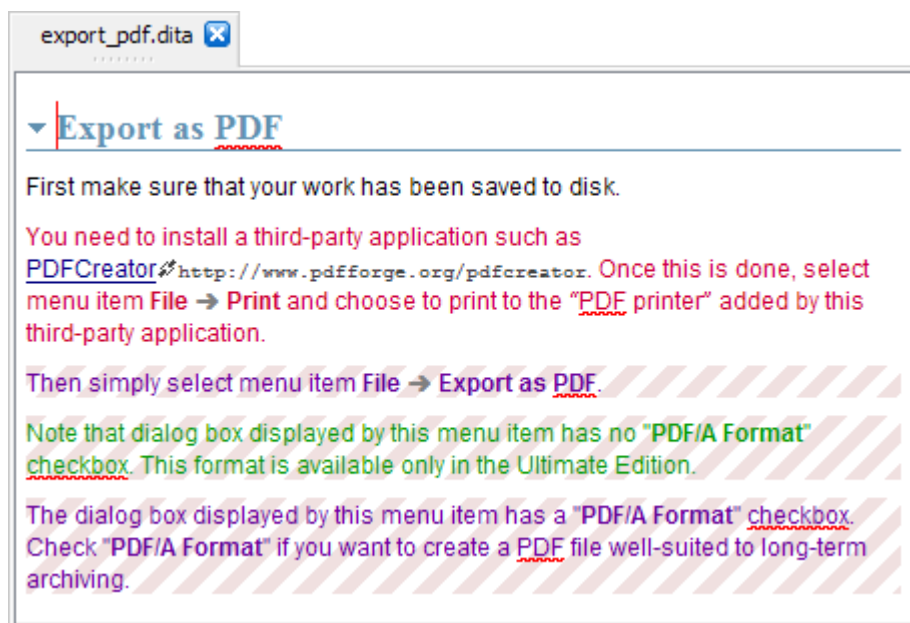 export_pdf.dita
Export as PDF
First make sure that your work has been saved to disk.
You need to install a third-party application such as
PDFCreator http://www.pdfforge.org/pdfcreator. Once this is done, select
menu item File → Print and choose to print to the “PDF printer” added by this
third-party application.
Then simply select menu item File → Export as PDF.
Note that dialog box displayed by this menu item has no "PDF/A Format"
checkbox. This format is available only in the Ultimate Edition.
The dialog box displayed by this menu item has a "PDF/A Format" checkbox.
Check "PDF/A Format" if you want to create a PDF file well-suited to long-term
archiving.